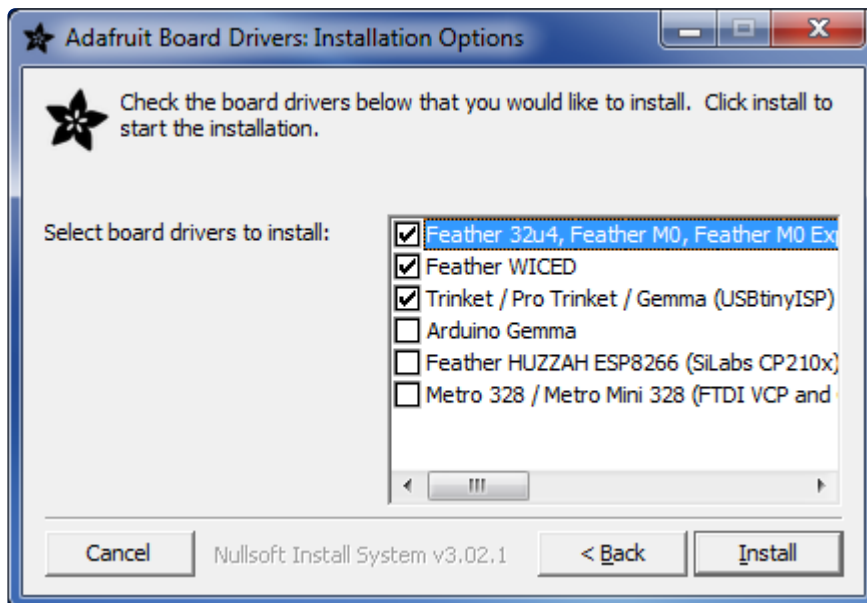 Adafruit Board Drivers: Installation Options
Check the board drivers below that you would like to install. Click install to
start the installation.
Select board drivers to install:
Feather 32u4, Feather M0, Feather M0
Feather WICED
Trinket / Pro Trinket / Gemma (USBtinyISP)
Arduino Gemma
Feather HUZZAH ESP8266 (SiLabs CP210x)
Metro 328 / Metro Mini 328 (FTDI VCP and
Cancel
Nullsoft Install System v3.02.1
< Back
Install